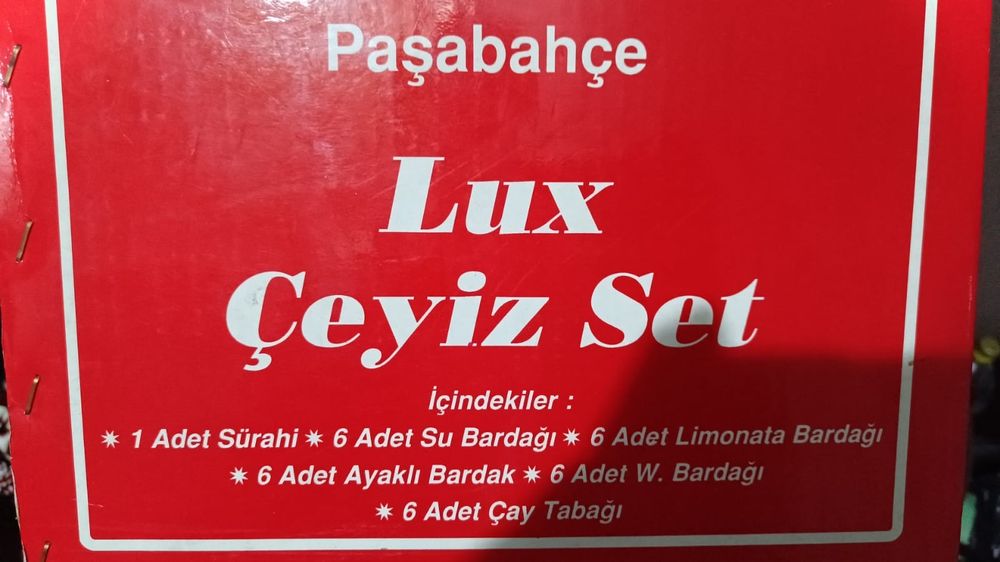 Paşabahçe
Lux
Çeyiz Set
İçindekiler :
✷ 1 Adet Sürahi ✷ 6 Adet Su Bardağı ✷ 6 Adet Limonata Bardağı
✷ 6 Adet Ayaklı Bardak ✷ 6 Adet W. Bardağı
✷ 6 Adet Çay Tabağı